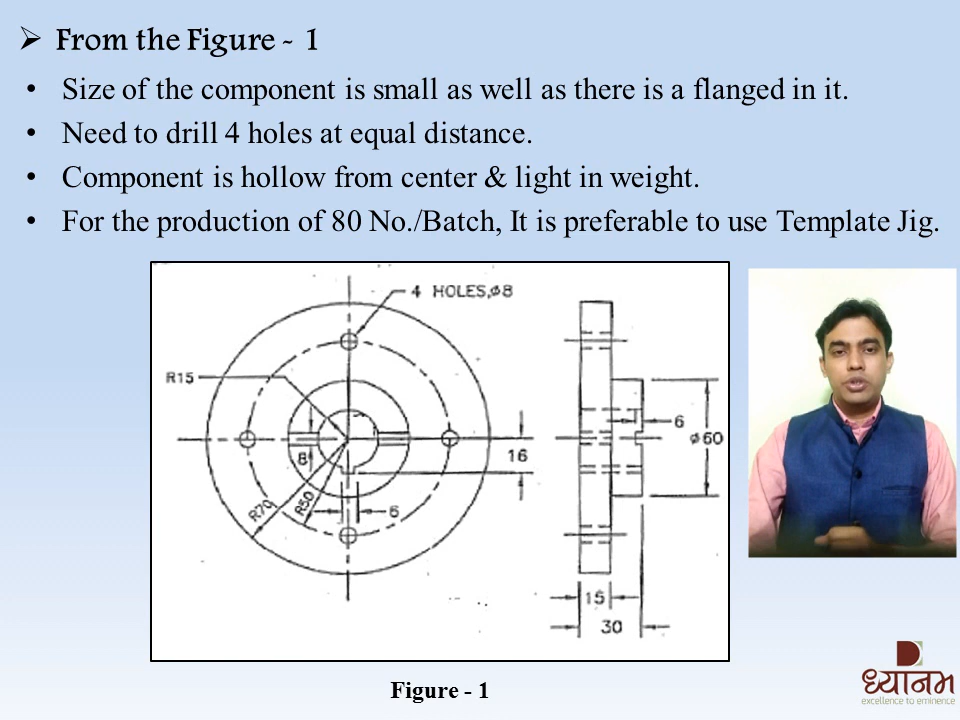 ➢ From the Figure - 1
• Size of the component is small as well as there is a flanged in it.
• Need to drill 4 holes at equal distance.
• Component is hollow from center & light in weight.
• For the production of 80 No./Batch, It is preferable to use Template Jig.
4 HOLES,ø8
R15
6
ø60
16
8
R70
R50
6
15
30
Figure - 1
ध्यानम
excellence to eminence